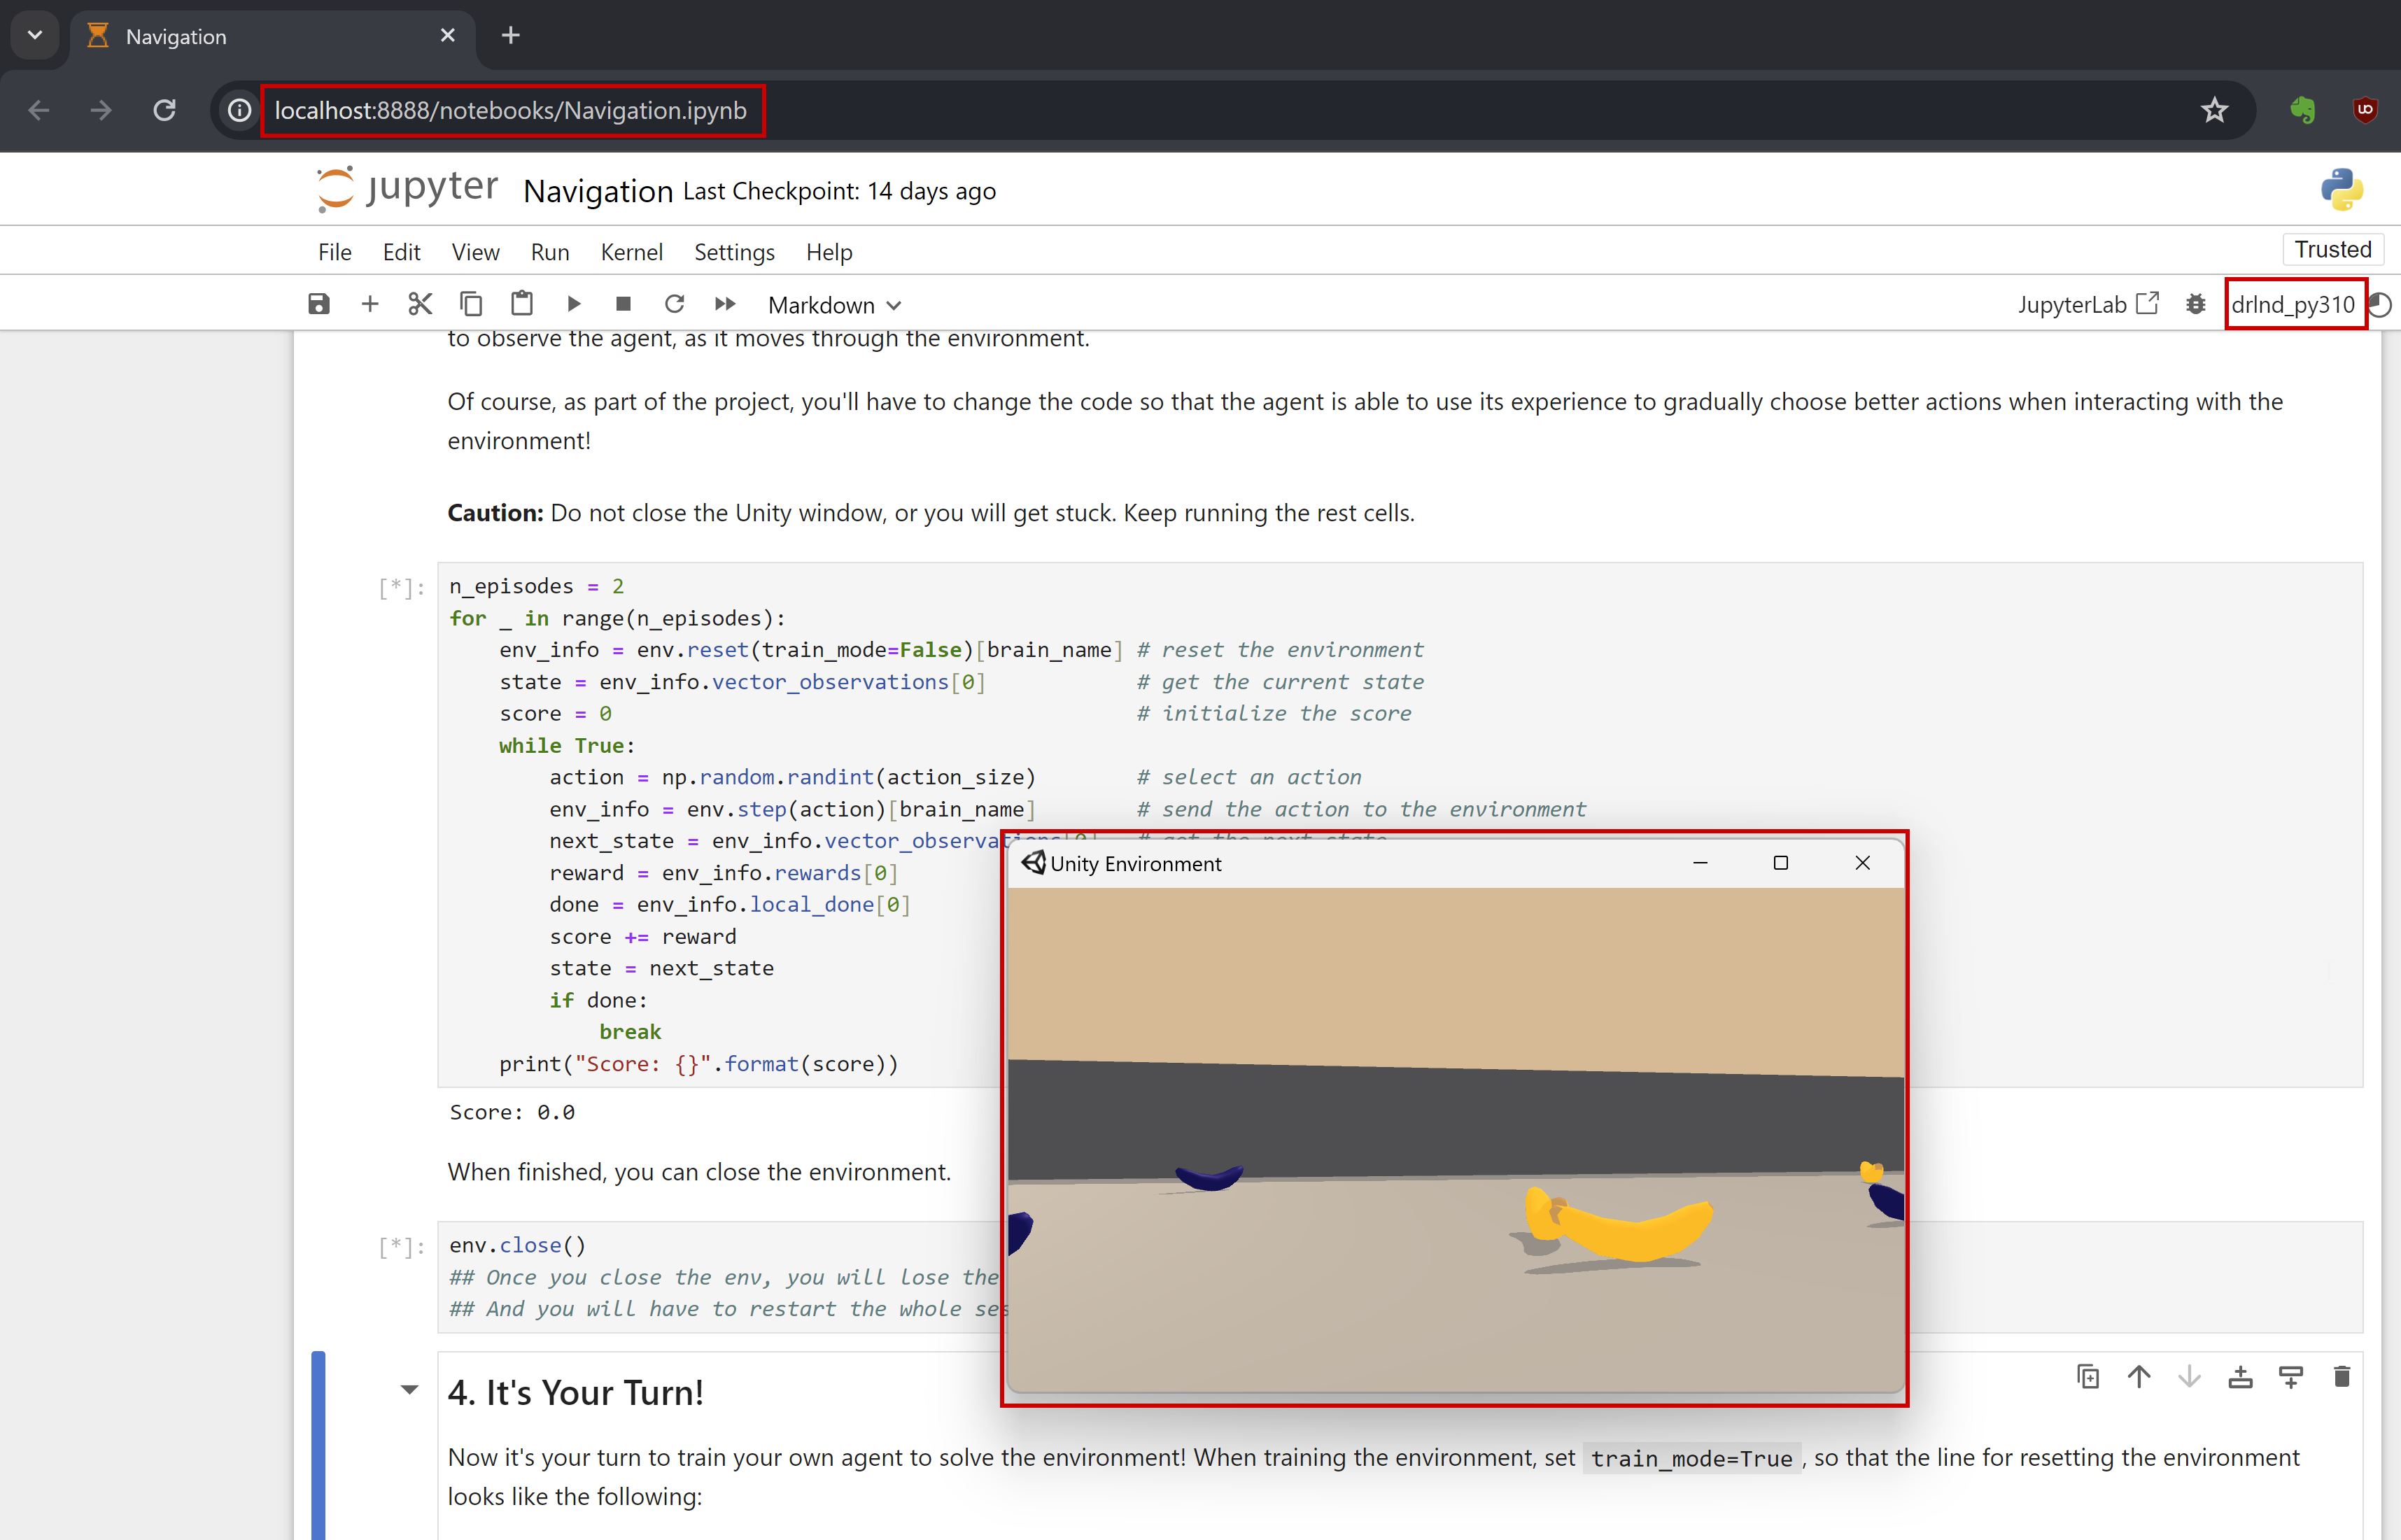 Navigation
localhost:8888/notebooks/Navigation.ipynb
jupyter Navigation Last Checkpoint: 14 days ago
File Edit View Run Kernel Settings Help Trusted
Markdown JupyterLab drlnd_py310
to observe the agent, as it moves through the environment.
Of course, as part of the project, you'll have to change the code so that the agent is able to use its experience to gradually choose better actions when interacting with the
environment!
Caution: Do not close the Unity window, or you will get stuck. Keep running the rest cells.
[*]: n_episodes = 2
for _ in range(n_episodes):
    env_info = env.reset(train_mode=False)[brain_name] # reset the environment
    state = env_info.vector_observations[0]            # get the current state
    score = 0                                          # initialize the score
    while True:
        action = np.random.randint(action_size)        # select an action
        env_info = env.step(action)[brain_name]        # send the action to the environment
        next_state = env_info.vector_observations[0]   # get the next state
        reward = env_info.rewards[0]
        done = env_info.local_done[0]
        score += reward
        state = next_state
        if done:
            break
    print("Score: {}".format(score))
Score: 0.0
When finished, you can close the environment.
[*]: env.close()
## Once you close the env, you will lose the
## And you will have to restart the whole
Unity Environment
4. It's Your Turn!
Now it's your turn to train your own agent to solve the environment! When training the environment, set train_mode=True, so that the line for resetting the environment
looks like the following: